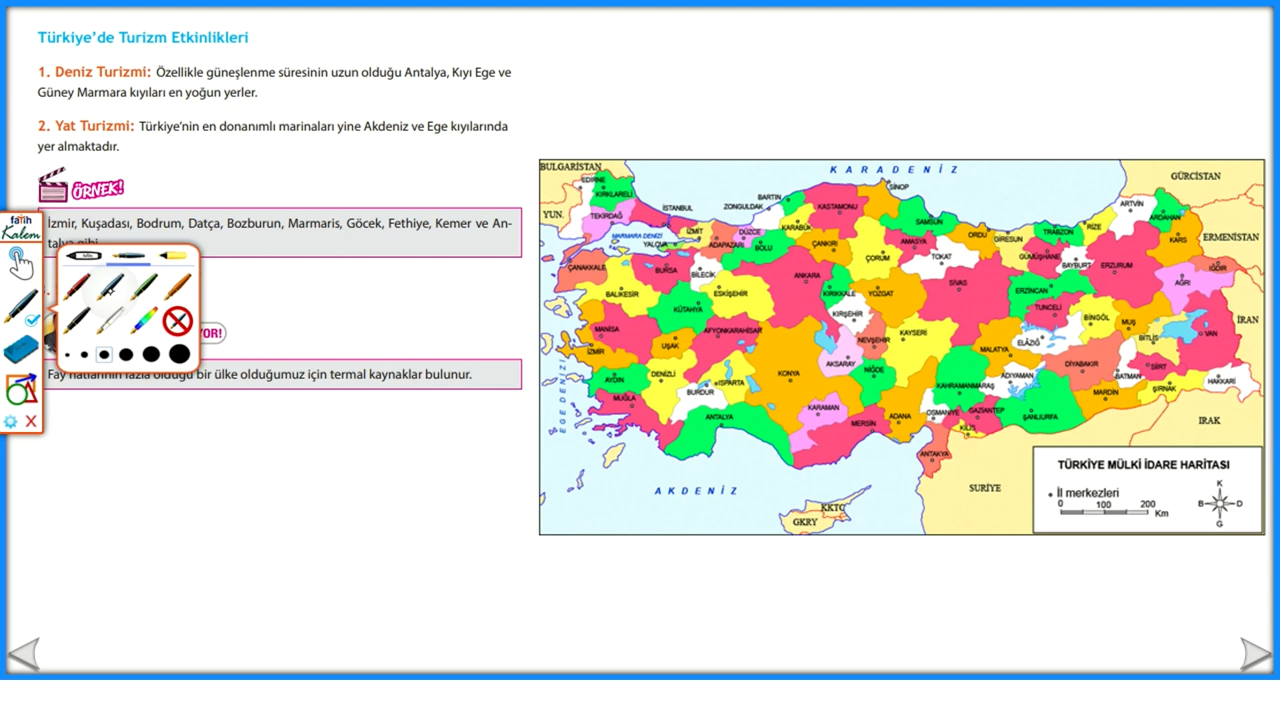 Türkiye'de Turizm Etkinlikleri
1. Deniz Turizmi: Özellikle güneşlenme süresinin uzun olduğu Antalya, Kıyı Ege ve
Güney Marmara kıyıları en yoğun yerler.
2. Yat Turizmi: Türkiye'nin en donanımlı marinaları yine Akdeniz ve Ege kıyılarında
yer almaktadır.
ÖRNEK!
İzmir, Kuşadası, Bodrum, Datça, Bozburun, Marmaris, Göcek, Fethiye, Kemer ve An-
talya gibi
YOR!
Fay hatlarının fazla olduğu bir ülke olduğumuz için termal kaynaklar bulunur.
fatih
Kalem
BULGARİSTAN
KARADENİZ
GÜRCİSTAN
EDİRNE
KIRKLARELİ
SİNOP
YUN.
TEKİRDAĞ
İSTANBUL
BARTIN
ZONGULDAK
KASTAMONU
ARTVİN
ARDAHAN
MARMARA DENİZİ
YALOVA
İZMİT
ADAPAZARI
DÜZCE
BOLU
KARABÜK
ÇANKIRI
SAMSUN
AMASYA
ORDU
GİRESUN
TRABZON
RİZE
KARS
ERMENİSTAN
ÇANAKKALE
BURSA
BİLECİK
ANKARA
ÇORUM
TOKAT
GÜMÜŞHANE
BAYBURT
ERZURUM
IĞDIR
AĞRI
BALIKESİR
ESKİŞEHİR
KIRIKKALE
YOZGAT
SİVAS
ERZİNCAN
KÜTAHYA
KIRŞEHİR
TUNCELİ
BİNGÖL
MUŞ
İRAN
MANİSA
AFYONKARAHİSAR
NEVŞEHİR
KAYSERİ
ELÂZIĞ
BİTLİS
VAN
İZMİR
UŞAK
AKSARAY
MALATYA
AYDIN
DENİZLİ
ISPARTA
KONYA
NİĞDE
KAHRAMANMARAŞ
ADIYAMAN
DİYABAKIR
BATMAN
SİİRT
ŞIRNAK
HAKKARİ
MUĞLA
BURDUR
MARDİN
EGE DENİZİ
ANTALYA
KARAMAN
MERSİN
ADANA
OSMANİYE
GAZİANTEP
KİLİS
ŞANLIURFA
IRAK
ANTAKYA
AKDENİZ
SURİYE
KKTC
GKRY
TÜRKİYE MÜLKİ İDARE HARİTASI
İl merkezleri
0 100 200
Km
K
B D
G